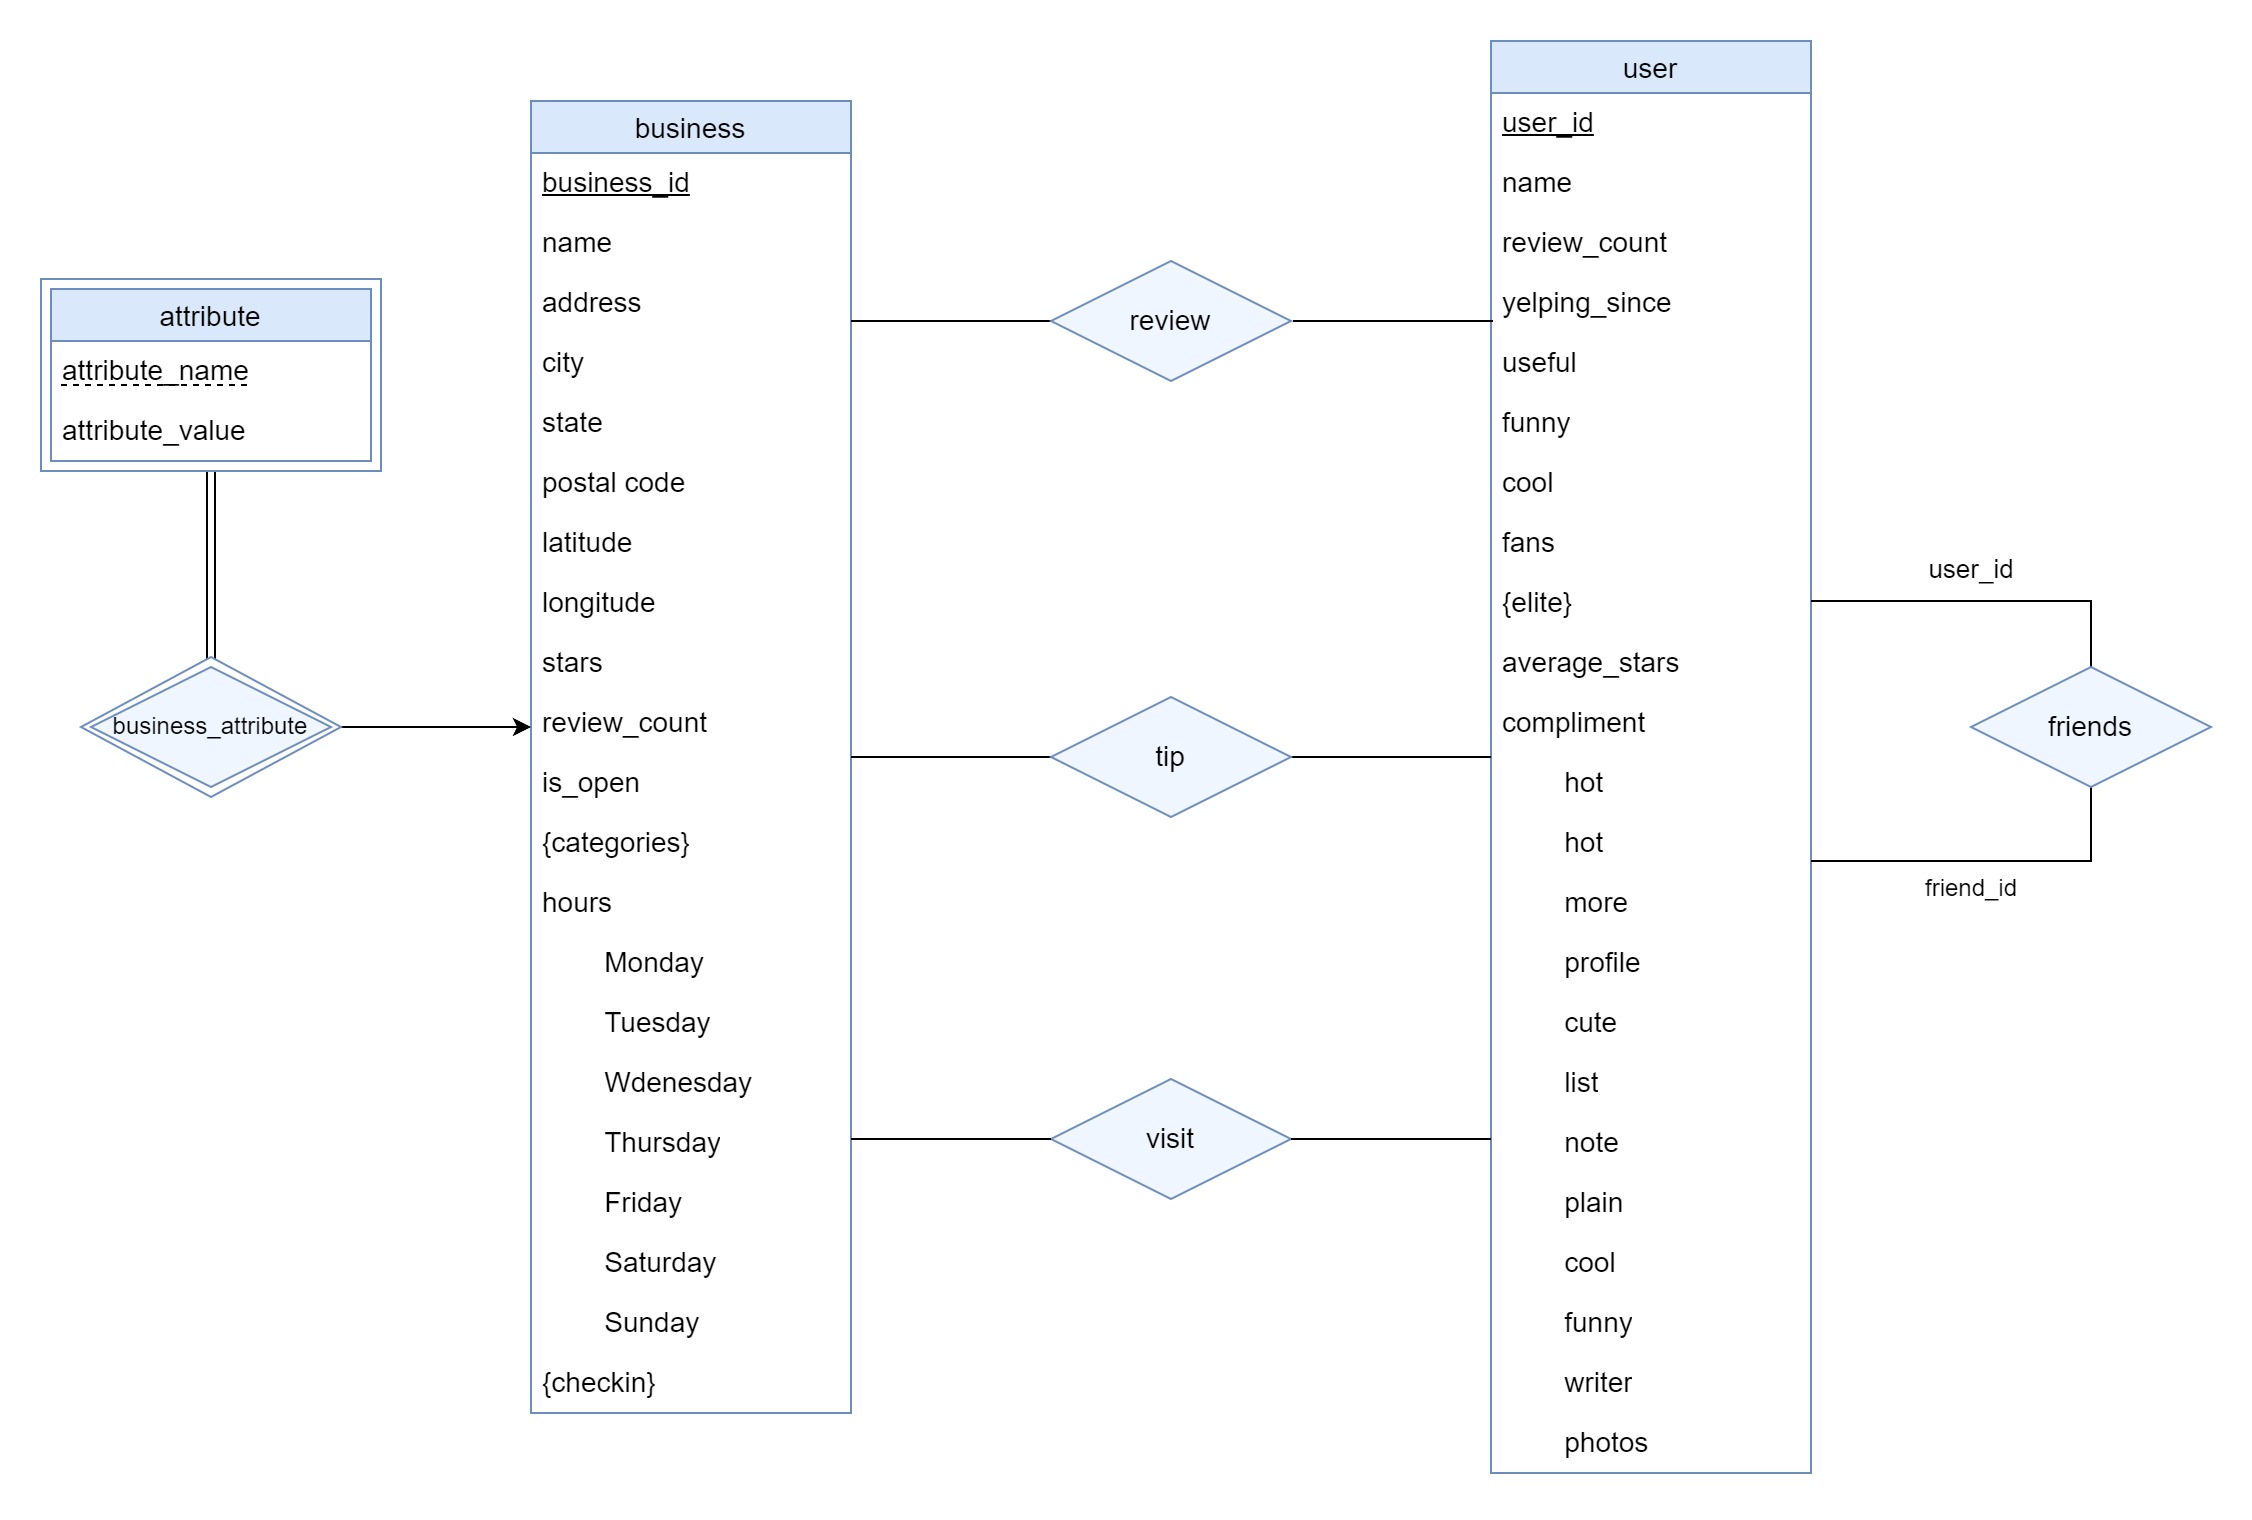 attribute
attribute_name
attribute_value
business_attribute
business
business_id
name
address
city
state
postal code
latitude
longitude
stars
review_count
is_open
{categories}
hours
Monday
Tuesday
Wdenesday
Thursday
Friday
Saturday
Sunday
{checkin}
review
tip
visit
user
user_id
name
review_count
yelping_since
useful
funny
cool
fans
{elite}
average_stars
compliment
hot
hot
more
profile
cute
list
note
plain
cool
funny
writer
photos
user_id
friends
friend_id